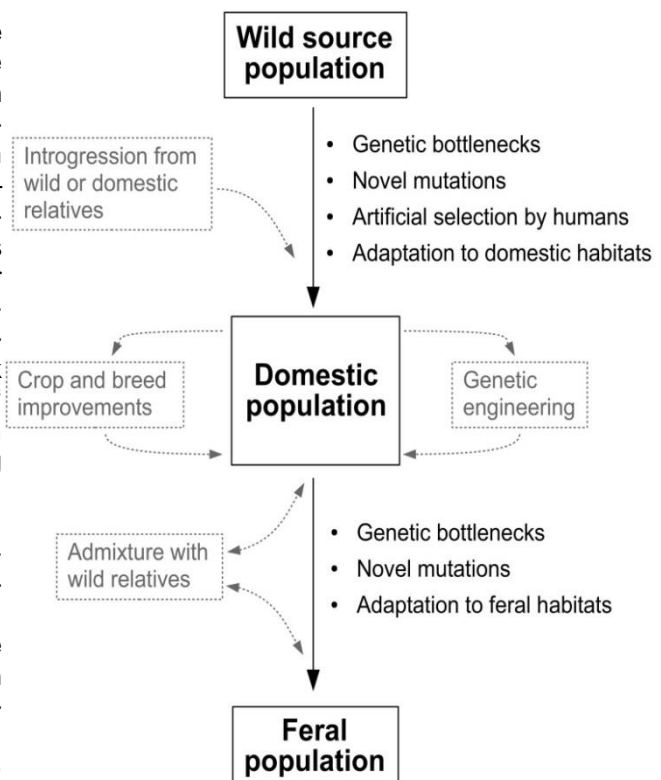 Wild source
population
Introgression from
wild or domestic
relatives
• Genetic bottlenecks
• Novel mutations
• Artificial selection by humans
• Adaptation to domestic habitats
Crop and breed
improvements
Domestic
population
Genetic
engineering
Admixture with
wild relatives
• Genetic bottlenecks
• Novel mutations
• Adaptation to feral habitats
Feral
population